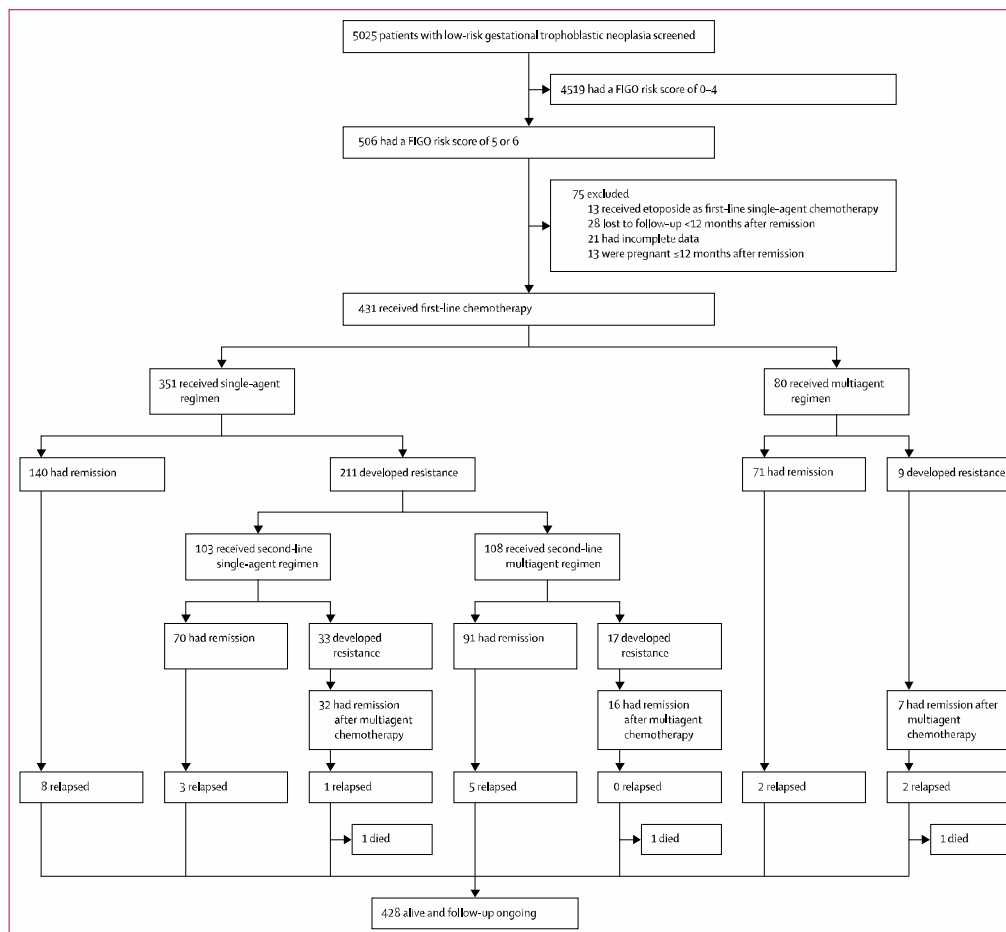 5025 patients with low-risk gestational trophoblastic neoplasia screened
4519 had a FIGO risk score of 0–4
506 had a FIGO risk score of 5 or 6
75 excluded
13 received etoposide as first-line single-agent chemotherapy
28 lost to follow-up <12 months after remission
21 had incomplete data
13 were pregnant ≤12 months after remission
431 received first-line chemotherapy
351 received single-agent
regimen
80 received multiagent
regimen
140 had remission
211 developed resistance
71 had remission
9 developed resistance
103 received second-line
single-agent regimen
108 received second-line
multiagent regimen
70 had remission
33 developed
resistance
91 had remission
17 developed
resistance
32 had remission
after multiagent
chemotherapy
16 had remission
after multiagent
chemotherapy
7 had remission after
multiagent
chemotherapy
8 relapsed
3 relapsed
1 relapsed
5 relapsed
0 relapsed
2 relapsed
2 relapsed
1 died
1 died
1 died
428 alive and follow-up ongoing